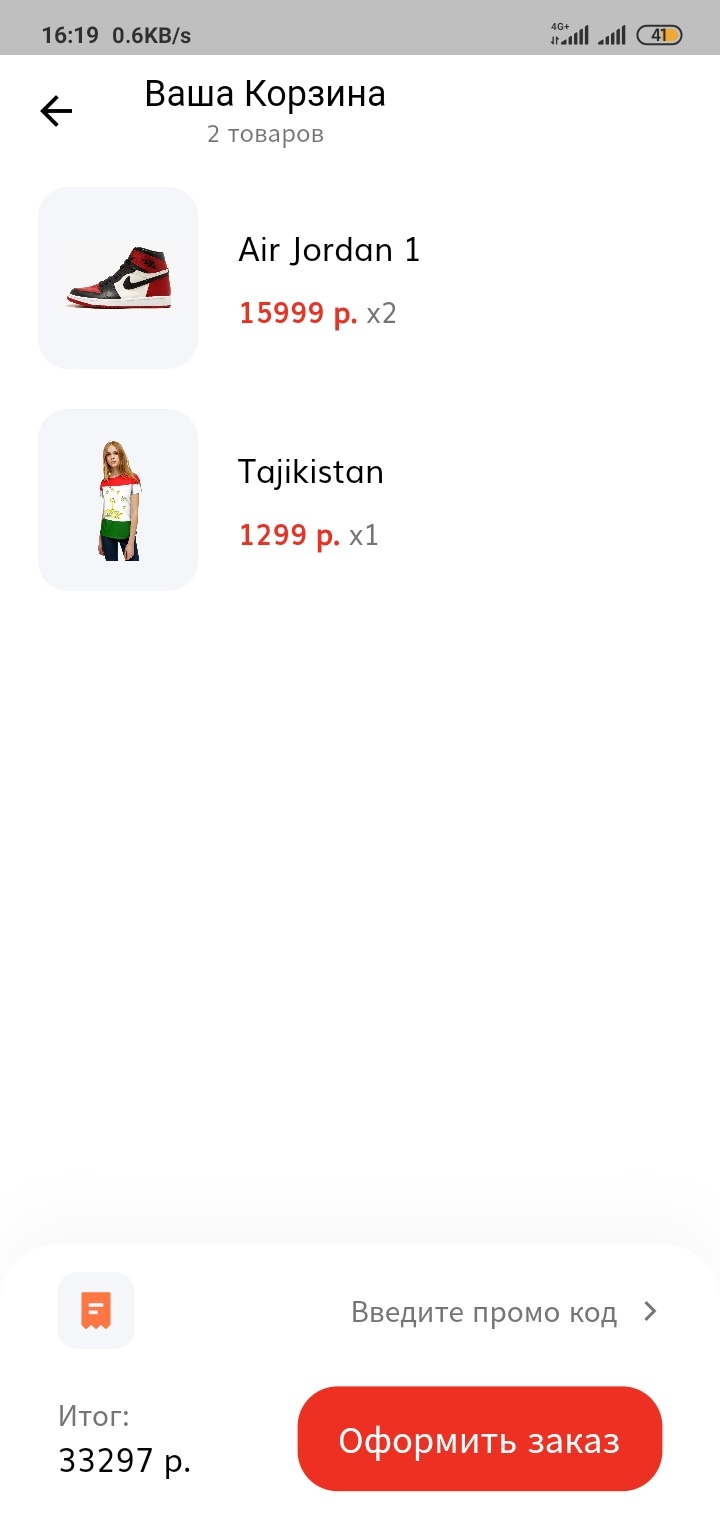 16:19 0.6KB/s 4G+ 41
Ваша Корзина
2 товаров
Air Jordan 1
15999 р. x2
Tajikistan
1299 р. x1
Введите промо код
Итог:
33297 р.
Оформить заказ